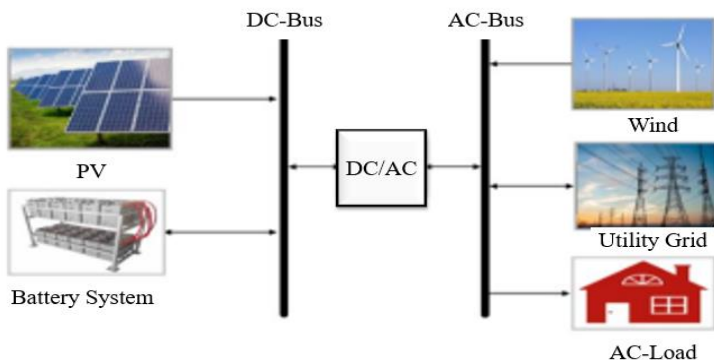 DC-Bus
AC-Bus
PV
Battery System
DC/AC
Wind
Utility Grid
AC-Load